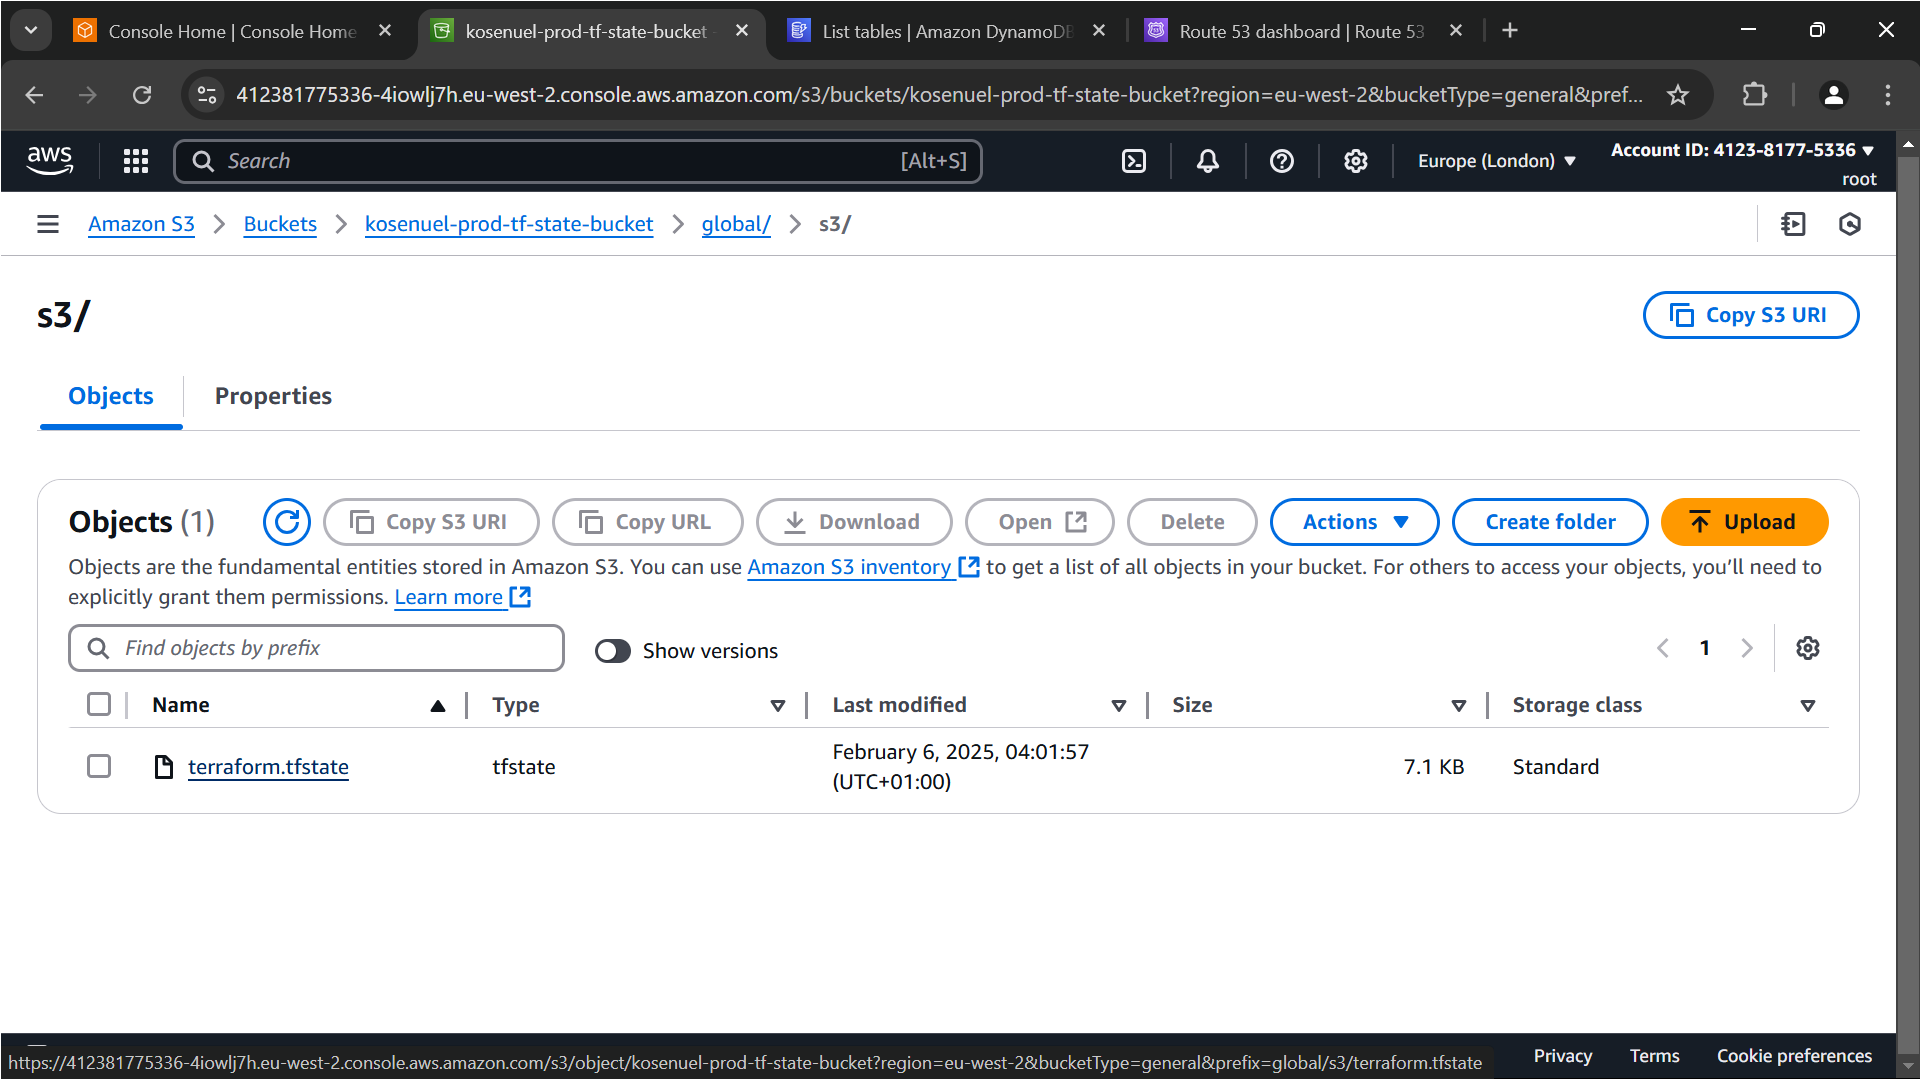 Console Home | Console Home
kosenuel-prod-tf-state-bucket -
List tables | Amazon DynamoDB
Route 53 dashboard | Route 53
412381775336-4iowlj7h.eu-west-2.console.aws.amazon.com/s3/buckets/kosenuel-prod-tf-state-bucket?region=eu-west-2&bucketType=general&pref...
aws
Search
[Alt+S]
Europe (London)
Account ID: 4123-8177-5336
root
Amazon S3
Buckets
kosenuel-prod-tf-state-bucket
global/
s3/
s3/
Copy S3 URI
Objects
Properties
Objects (1)
Copy S3 URI
Copy URL
Download
Open
Delete
Actions
Create folder
Upload
Objects are the fundamental entities stored in Amazon S3. You can use Amazon S3 inventory to get a list of all objects in your bucket. For others to access your objects, you’ll need to
explicitly grant them permissions. Learn more
Find objects by prefix
Show versions
1
Name
Type
Last modified
Size
Storage class
terraform.tfstate
tfstate
February 6, 2025, 04:01:57
(UTC+01:00)
7.1 KB
Standard
https://412381775336-4iowlj7h.eu-west-2.console.aws.amazon.com/s3/object/kosenuel-prod-tf-state-bucket?region=eu-west-2&bucketType=general&prefix=global/s3/terraform.tfstate
Privacy
Terms
Cookie preferences